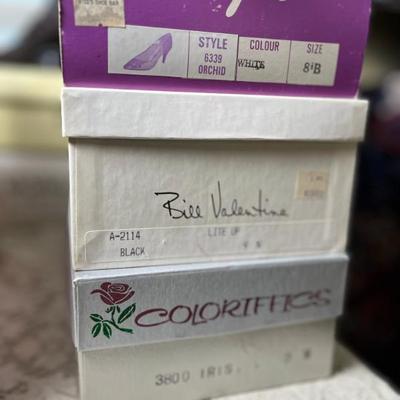 STYLE COLOUR SIZE
6339 WHITE 8½B
ORCHID
Bill Valentine
A-2114 LITE UP
BLACK
COLORIFFICS
3800 IRIS